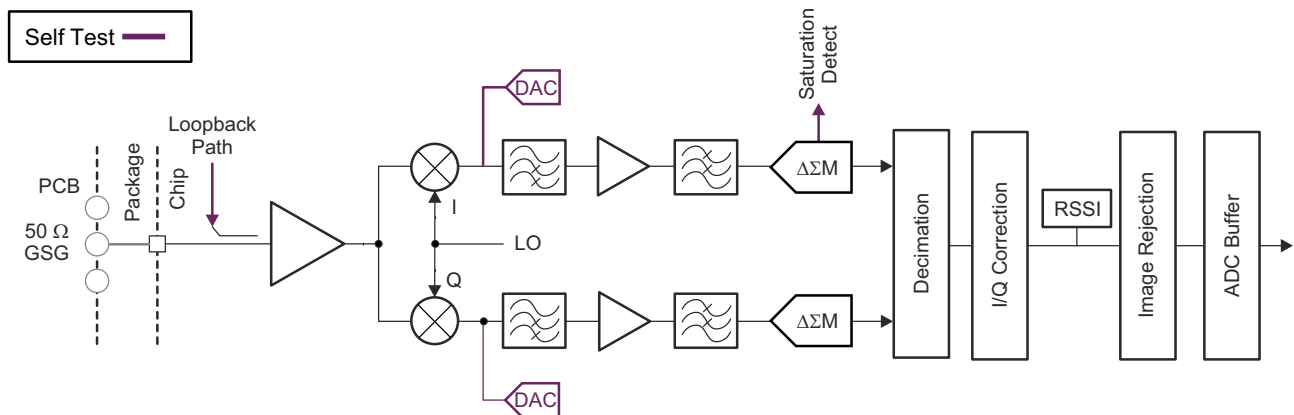 Self Test
DAC
Saturation
Detect
Loopback
Path
PCB
Package
Chip
50 Ω
GSG
I
LO
Q
ΔΣM
ΔΣM
DAC
Decimation
I/Q Correction
RSSI
Image Rejection
ADC Buffer